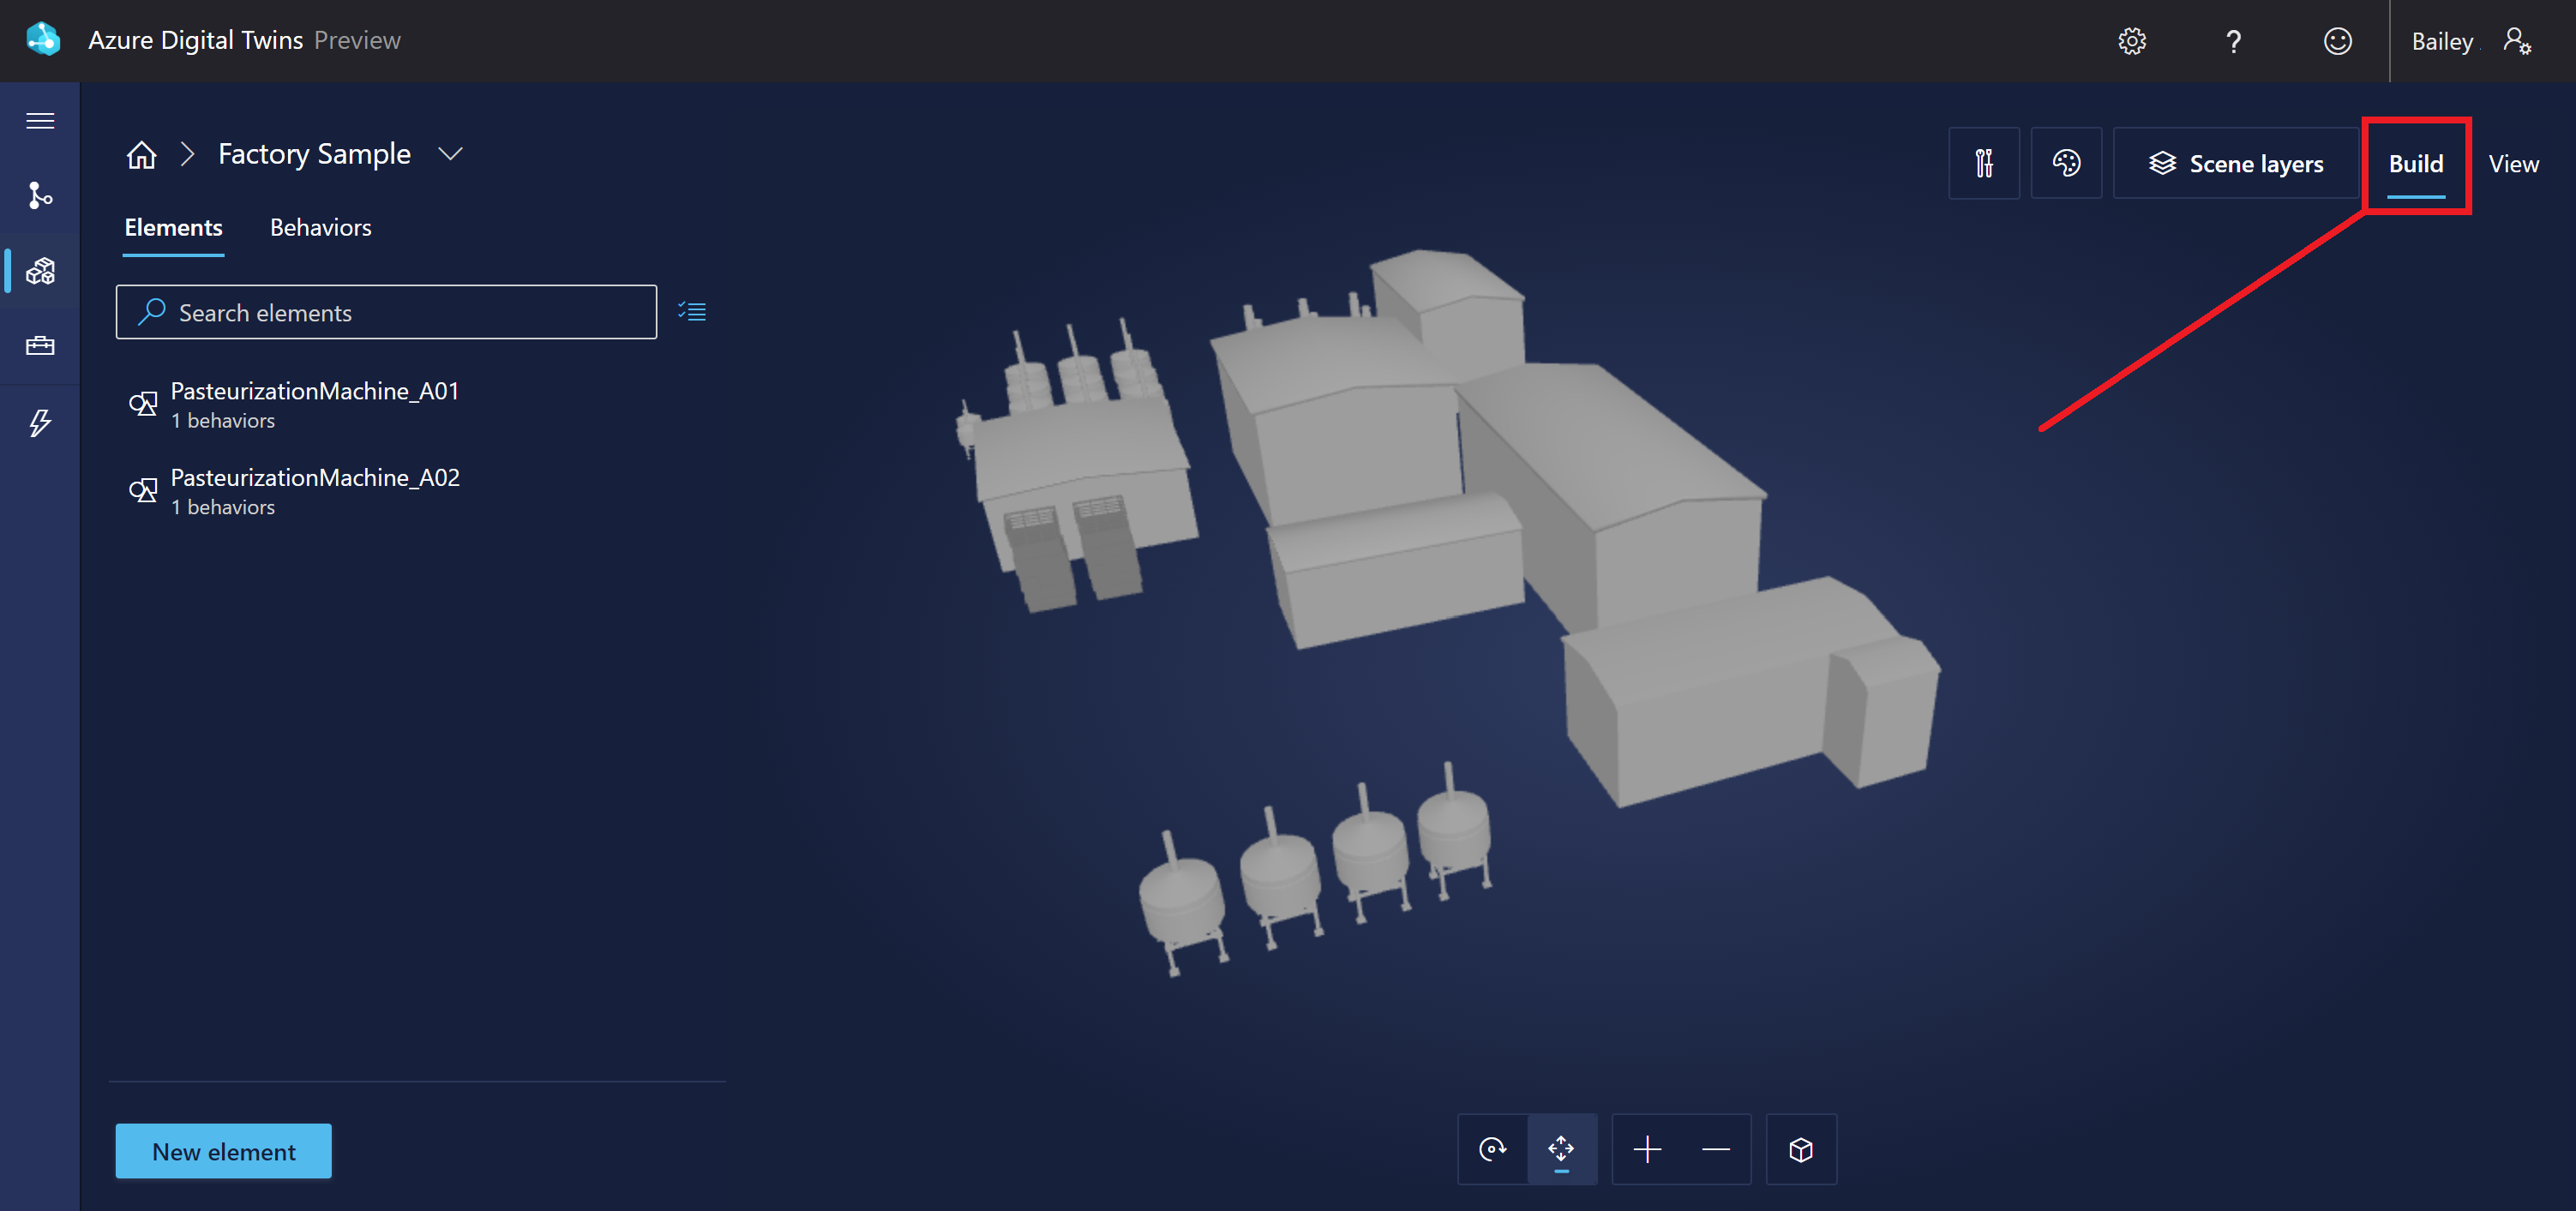 Azure Digital Twins Preview
?
Bailey
Factory Sample
Scene layers
Build
View
Elements
Behaviors
Search elements
PasteurizationMachine_A01
1 behaviors
PasteurizationMachine_A02
1 behaviors
New element